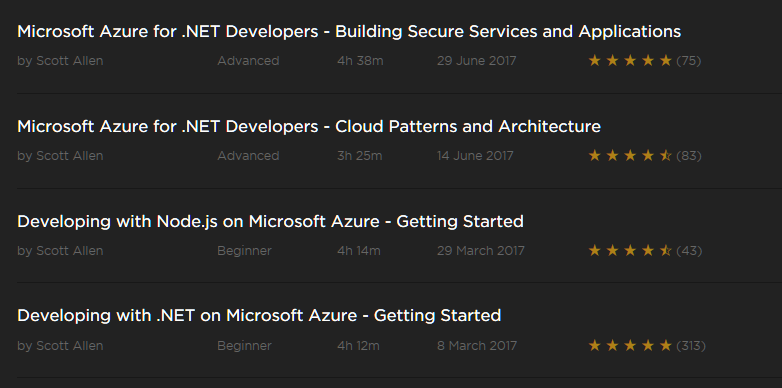 Microsoft Azure for .NET Developers - Building Secure Services and Applications
by Scott Allen Advanced 4h 38m 29 June 2017 (75)
Microsoft Azure for .NET Developers - Cloud Patterns and Architecture
by Scott Allen Advanced 3h 25m 14 June 2017 (83)
Developing with Node.js on Microsoft Azure - Getting Started
by Scott Allen Beginner 4h 14m 29 March 2017 (43)
Developing with .NET on Microsoft Azure - Getting Started
by Scott Allen Beginner 4h 12m 8 March 2017 (313)